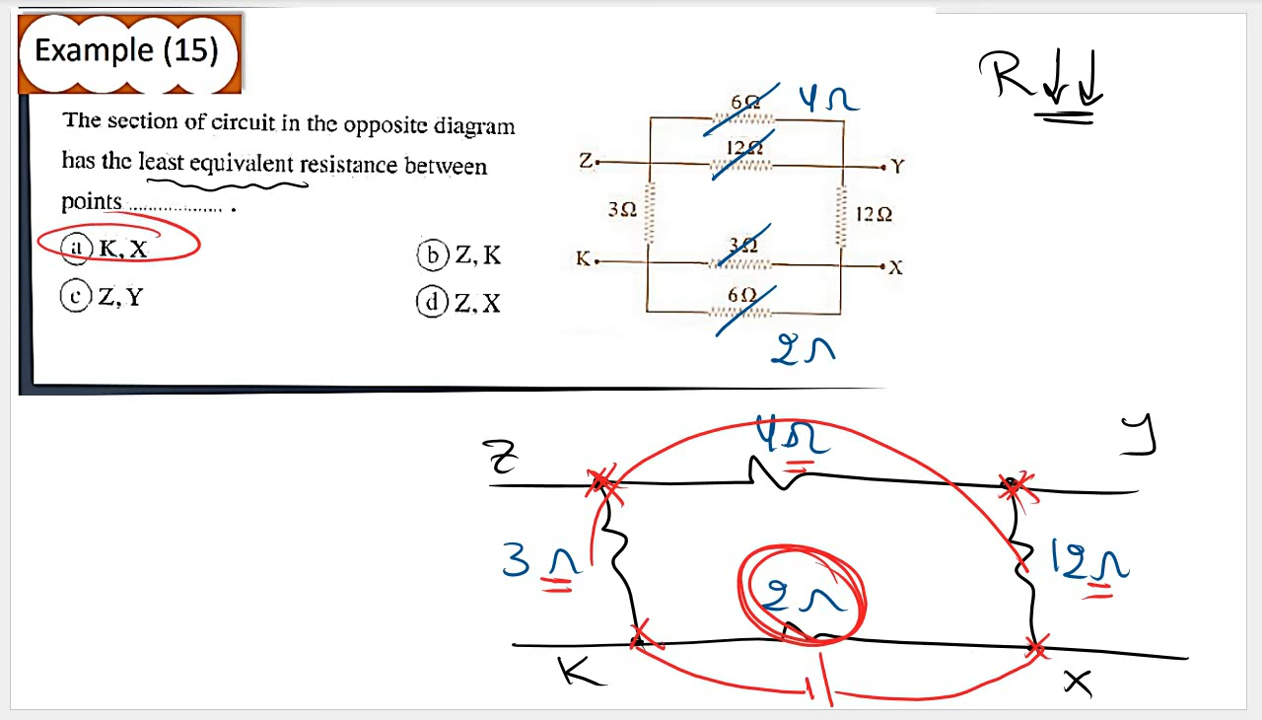 Example (15)
R↓↓
The section of circuit in the opposite diagram
has the least equivalent resistance between
points .................. .
ⓐ K, X
ⓑ Z, K
ⓒ Z, Y
ⓓ Z, X
6Ω
4Ω
12Ω
Z
Y
3Ω
12Ω
3Ω
K
X
6Ω
2Ω
Z
4Ω
Y
3Ω
2Ω
12Ω
K
X